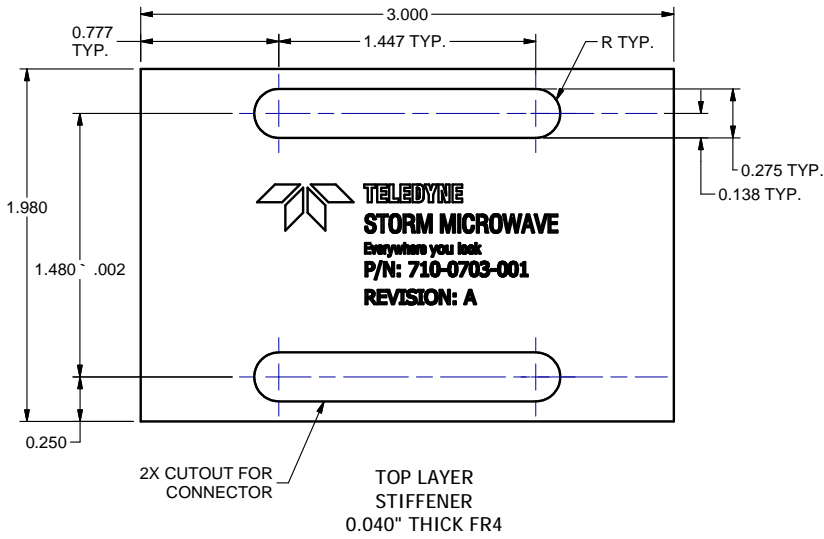 3.000
0.777
TYP.
1.447 TYP.
R TYP.
0.275 TYP.
0.138 TYP.
1.980
1.480 ` .002
0.250
TELEDYNE
STORM MICROWAVE
Everywhere you look
P/N: 710-0703-001
REVISION: A
2X CUTOUT FOR
CONNECTOR
TOP LAYER
STIFFENER
0.040" THICK FR4